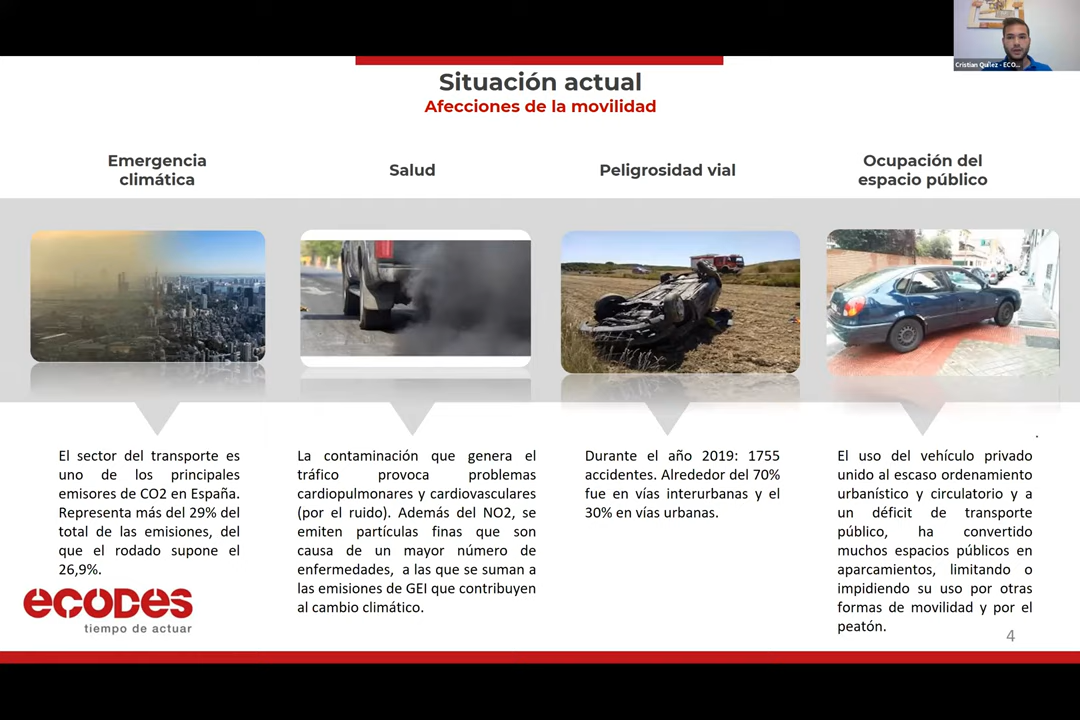 Cristian Quílez - ECO...
Situación actual
Afecciones de la movilidad
Emergencia
climática
Salud
Peligrosidad vial
Ocupación del
espacio público
El sector del transporte es
uno de los principales
emisores de CO2 en España.
Representa más del 29% del
total de las emisiones, del
que el rodado supone el
26,9%.
La contaminación que genera el
tráfico provoca problemas
cardiopulmonares y cardiovasculares
(por el ruido). Además del NO2, se
emiten partículas finas que son
causa de un mayor número de
enfermedades, a las que se suman a
las emisiones de GEI que contribuyen
al cambio climático.
Durante el año 2019: 1755
accidentes. Alrededor del 70%
fue en vías interurbanas y el
30% en vías urbanas.
.
El uso del vehículo privado
unido al escaso ordenamiento
urbanístico y circulatorio y a
un déficit de transporte
público, ha convertido
muchos espacios públicos en
aparcamientos, limitando o
impidiendo su uso por otras
formas de movilidad y por el
peatón.
ecodes
tiempo de actuar
4